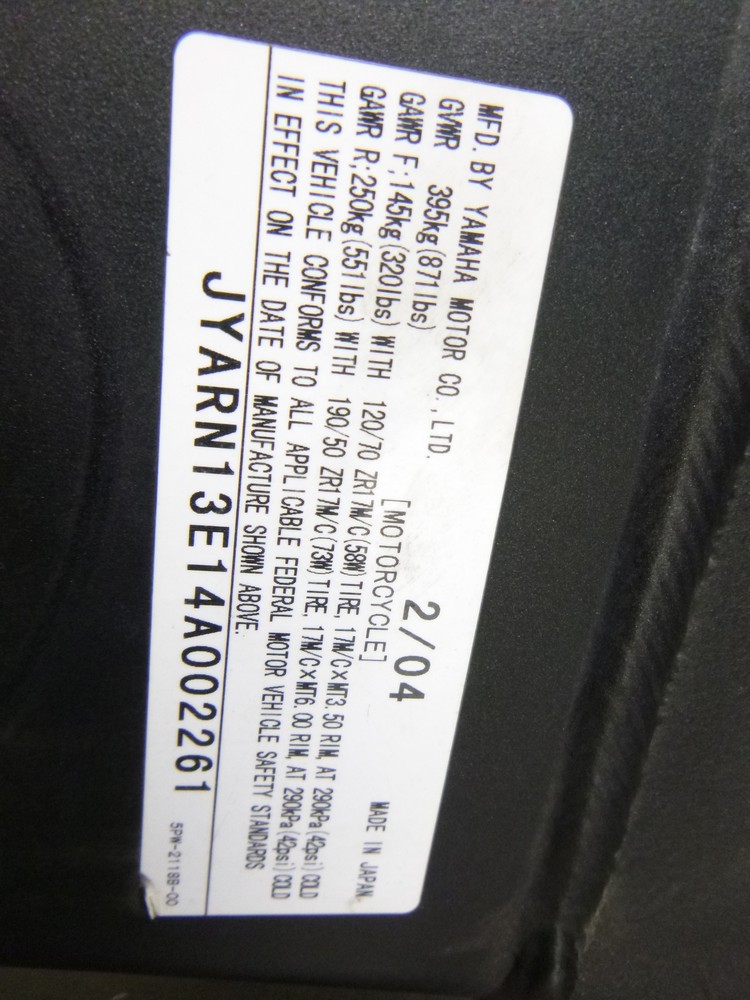 MFD. BY YAMAHA MOTOR CO., LTD. 2/04
GVWR 395kg (871lbs) [MOTORCYCLE] MADE IN JAPAN
GAWR F;145kg (320lbs) WITH 120/70 ZR17M/C(58W)TIRE, 17M/C×MT3.50 RIM, AT 290kPa(42psi)COLD
GAWR R;250kg (551lbs) WITH 190/50 ZR17M/C(73W)TIRE, 17M/C×MT6.00 RIM, AT 290kPa(42psi)COLD
THIS VEHICLE CONFORMS TO ALL APPLICABLE FEDERAL MOTOR VEHICLE SAFETY STANDARDS
IN EFFECT ON THE DATE OF MANUFACTURE SHOWN ABOVE.
JYARN13E14A002261
5PW-2118B-00